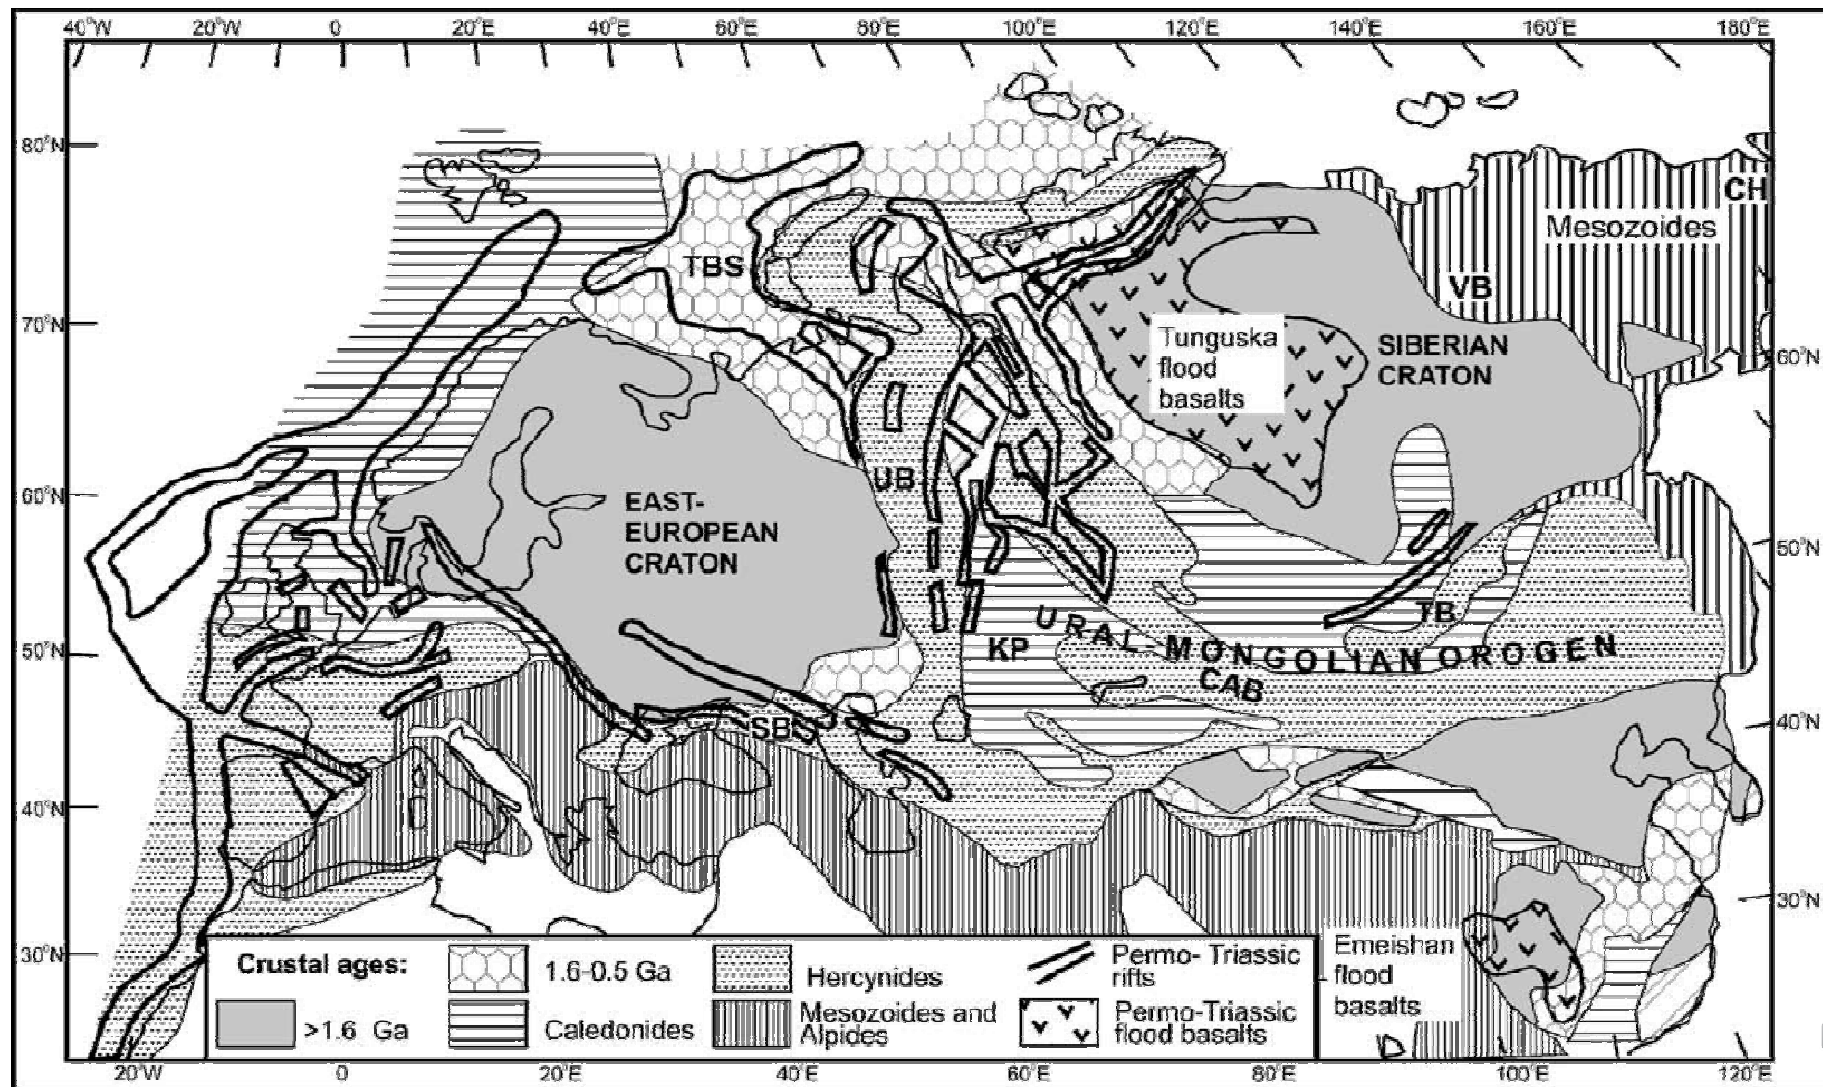 40°W 20°W 0 20°E 40°E 60°E 80°E 100°E 120°E 140°E 160°E 180°E
80°N
CH
Mesozoides
TBS
VB
70°N
Tunguska
flood
basalts
SIBERIAN
CRATON
60°N
UB
60°N
EAST-
EUROPEAN
CRATON
50°N
TB
50°N
KP
URAL-MONGOLIAN OROGEN
CAB
SB
40°N
40°N
30°N
30°N
Emeishan
flood
basalts
Crustal ages:
1.6-0.5 Ga
Hercynides
Permo- Triassic
rifts
>1.6 Ga
Caledonides
Mesozoides and
Alpides
Permo-Triassic
flood basalts
20°W 0 20°E 40°E 60°E 80°E 100°E 120°E